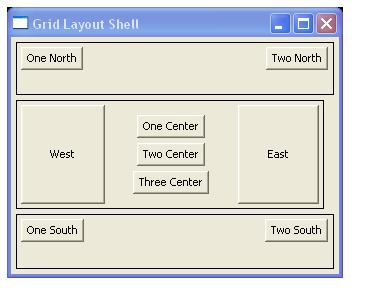 Grid Layout Shell
One North Two North
One Center
West Two Center East
Three Center
One South Two South